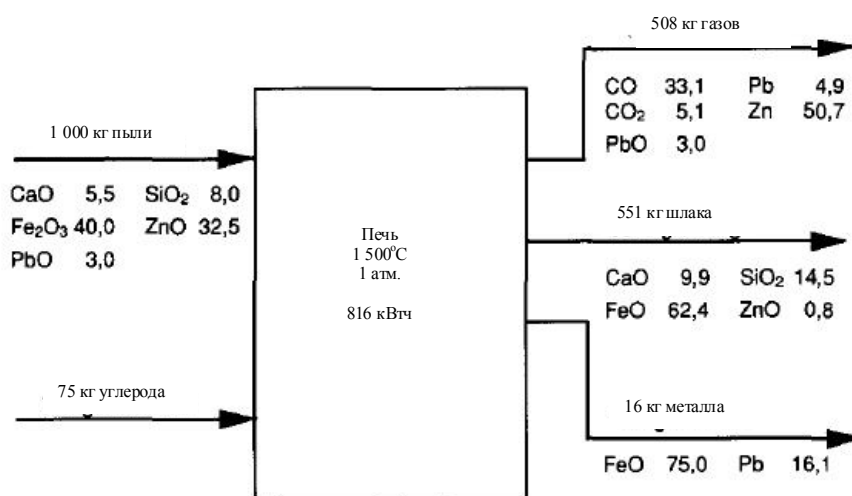 508 кг газов
CO 33,1 Pb 4,9
CO₂ 5,1 Zn 50,7
PbO 3,0
1 000 кг пыли
CaO 5,5 SiO₂ 8,0
Fe₂O₃ 40,0 ZnO 32,5
PbO 3,0
Печь
1 500°C
1 атм.
816 кВтч
551 кг шлака
CaO 9,9 SiO₂ 14,5
FeO 62,4 ZnO 0,8
75 кг углерода
16 кг металла
FeO 75,0 Pb 16,1